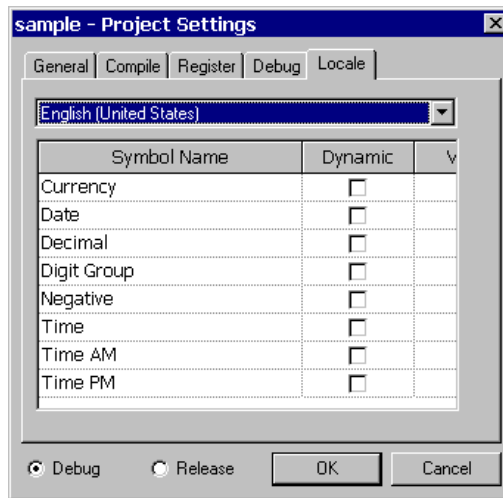 sample - Project Settings
General Compile Register Debug Locale
English (United States)
Symbol Name Dynamic
Currency
Date
Decimal
Digit Group
Negative
Time
Time AM
Time PM
Debug Release OK Cancel